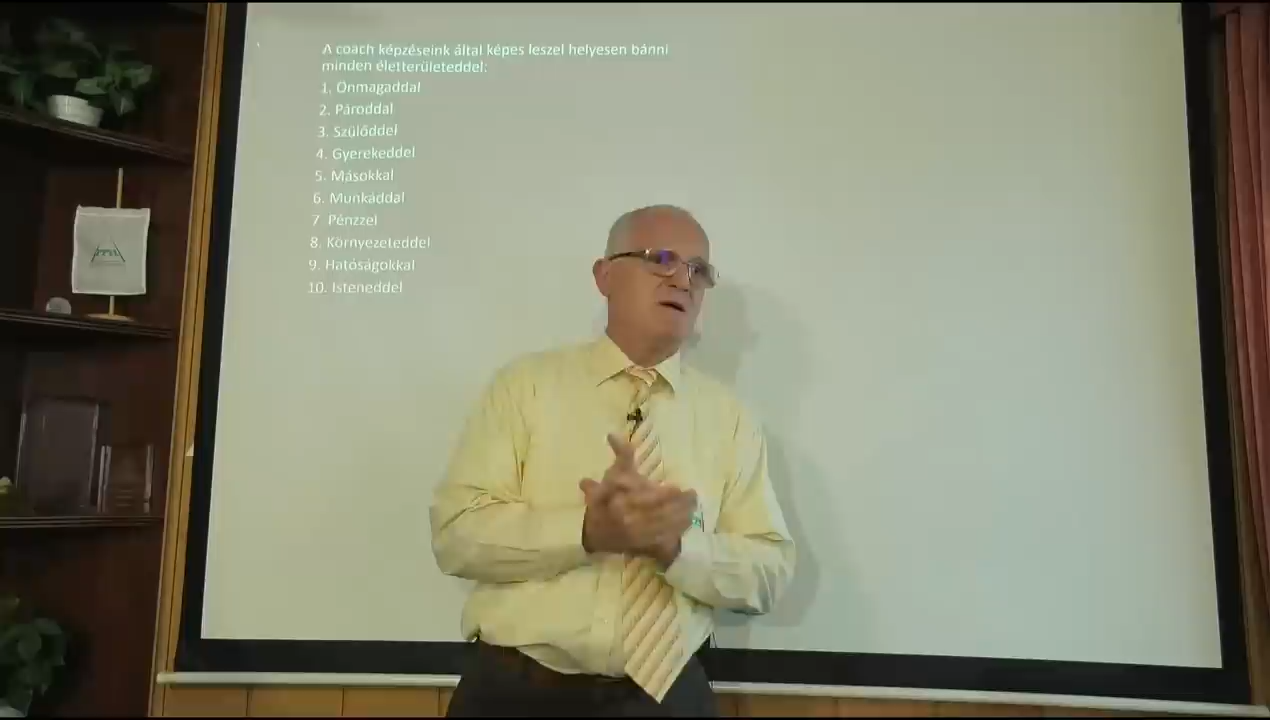 A coach képzéseink által képes leszel helyesen bánni
minden életterületeddel:
1. Önmagaddal
2. Pároddal
3. Szülőddel
4. Gyerekeddel
5. Másokkal
6. Munkáddal
7 Pénzzel
8. Környezeteddel
9. Hatóságokkal
10. Isteneddel